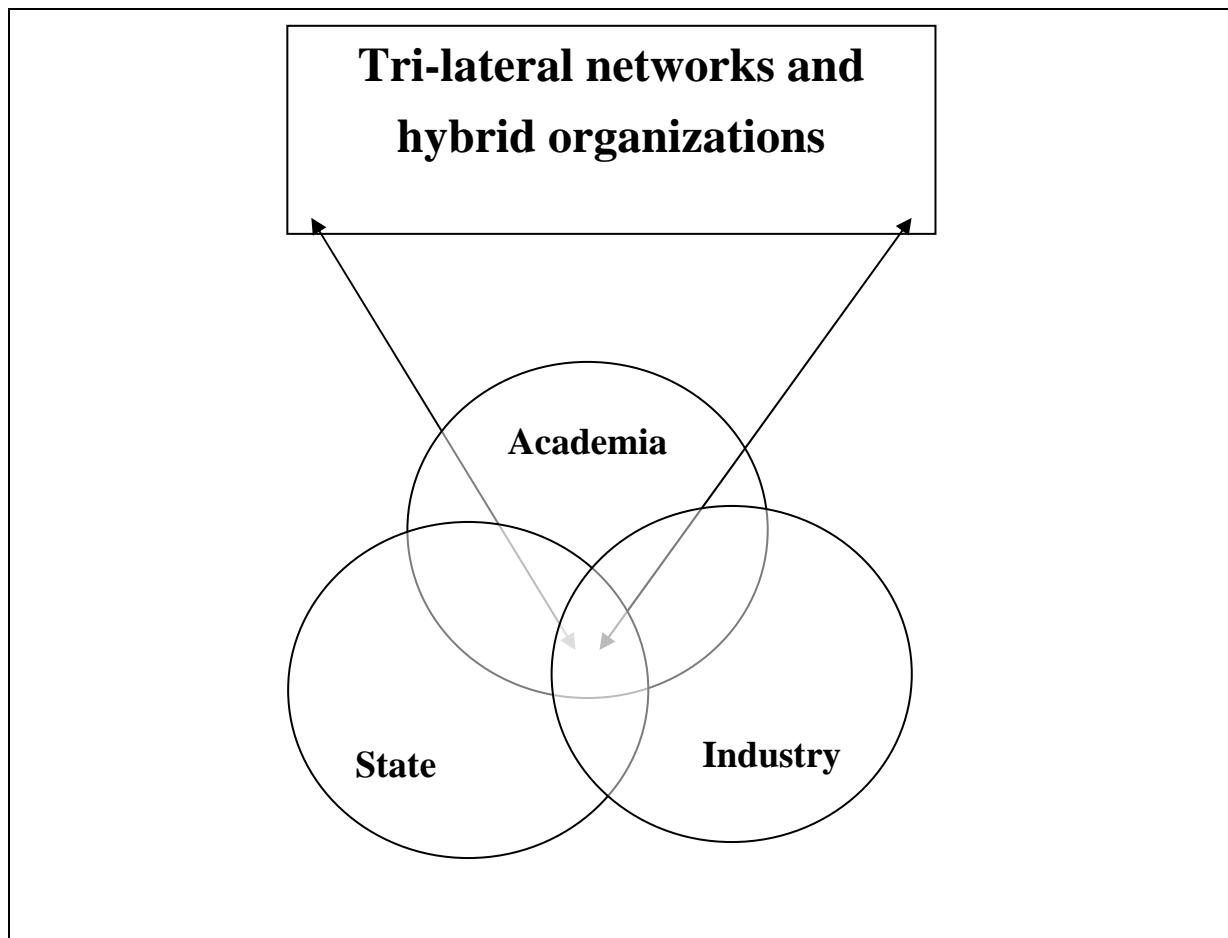 Tri-lateral networks and
hybrid organizations
Academia
State
Industry